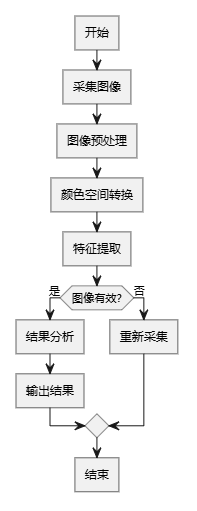 开始
采集图像
图像预处理
颜色空间转换
特征提取
是
图像有效?
否
结果分析
重新采集
输出结果
结束